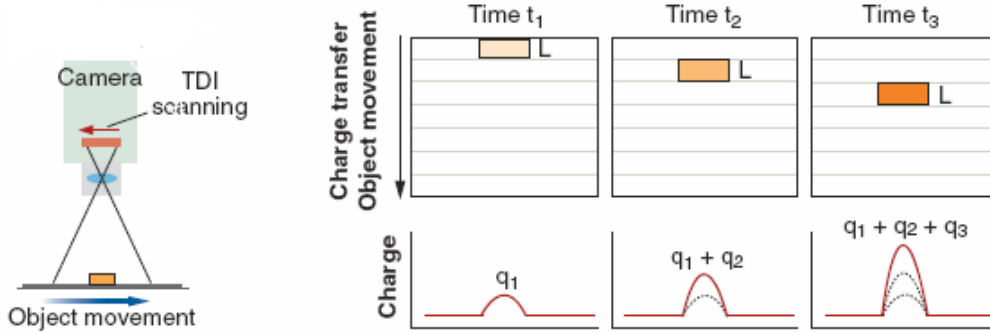 Camera
TDI
scanning
Object movement
Charge transfer
Object movement
Time t₁
Time t₂
Time t₃
L
L
L
Charge
q₁
q₁ + q₂
q₁ + q₂ + q₃